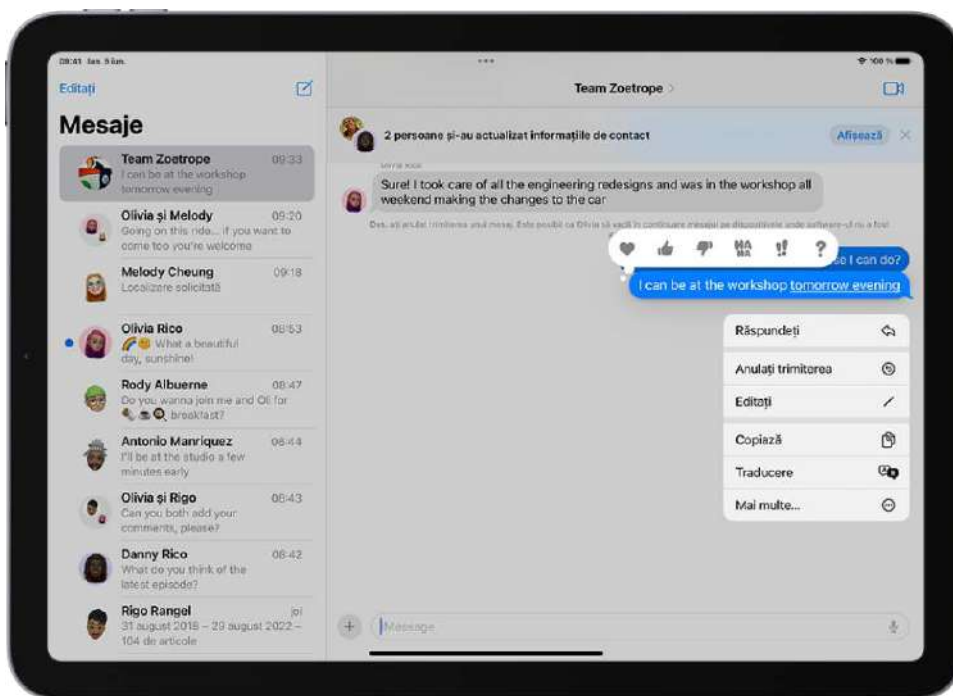 09:41
100 %
Editați
Mesaje
Team Zoetrope
09:33
I can be at the workshop
tomorrow evening
Olivia și Melody
09:20
Going on this ride... if you want to
come too you're welcome
Melody Cheung
09:18
Localizare solicitată
Olivia Rico
08:53
What a beautiful
day, sunshine!
Rody Albuerne
08:47
Do you wanna join me and Oli for
breakfast?
Antonio Manriquez
08:44
I'll be at the studio a few
minutes early
Olivia și Rigo
08:43
Can you both add your
comments, please?
Danny Rico
08:42
What do you think of the
latest episode?
Rigo Rangel
joi
31 august 2018 – 29 august 2022 –
104 de articole
Team Zoetrope >
2 persoane și-au actualizat informațiile de contact
Afișează
Sure! I took care of all the engineering redesigns and was in the workshop all
weekend making the changes to the car
HA HA
!!
?
I can do?
I can be at the workshop tomorrow evening
Răspundeți
Anulați trimiterea
Editați
Copiază
Traducere
Mai multe...
iMessage